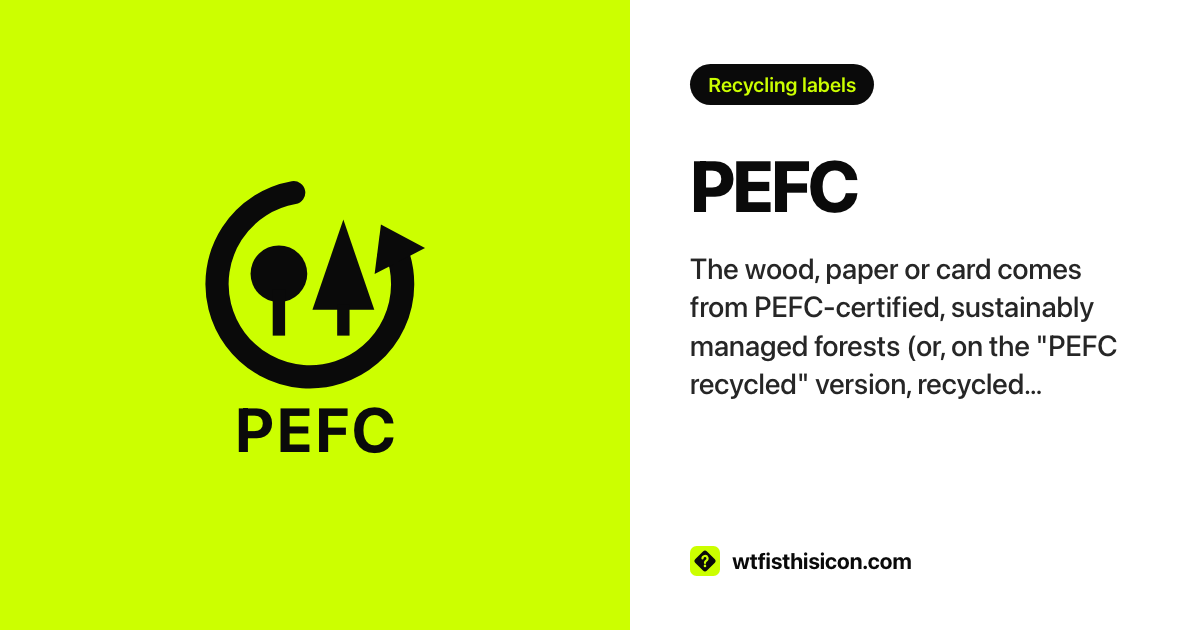 PEFC
Recycling labels
PEFC
The wood, paper or card comes
from PEFC-certified, sustainably
managed forests (or, on the "PEFC
recycled" version, recycled...
wtfisthisicon.com